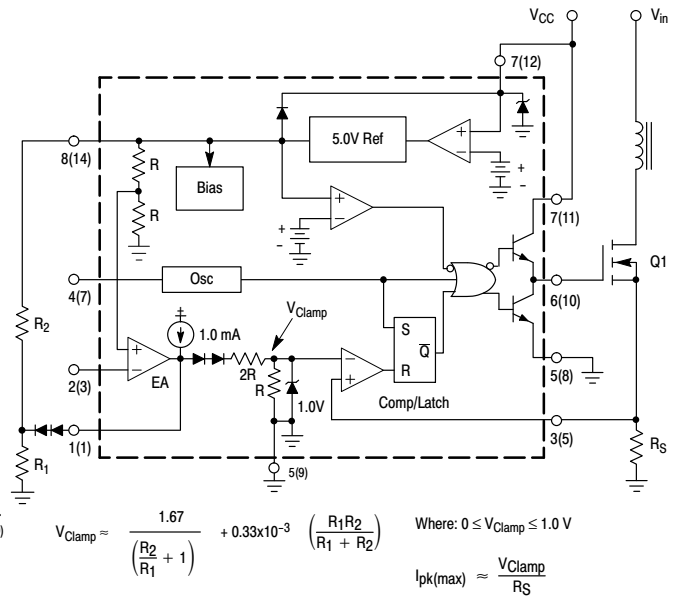 VCC
Vin
7(12)
8(14)
R
R
Bias
5.0V Ref
+
-
+
-
+
-
+
-
7(11)
Q1
4(7)
Osc
6(10)
R2
1.0 mA
VClamp
S
Q
R
2(3)
+
-
EA
2R
R
1.0V
-
+
Comp/Latch
5(8)
1(1)
3(5)
R1
5(9)
RS
)
VClamp ≈ 1.67 / (R2/R1 + 1) + 0.33x10-3 (R1R2 / R1 + R2) Where: 0 ≤ VClamp ≤ 1.0 V
Ipk(max) ≈ VClamp / RS